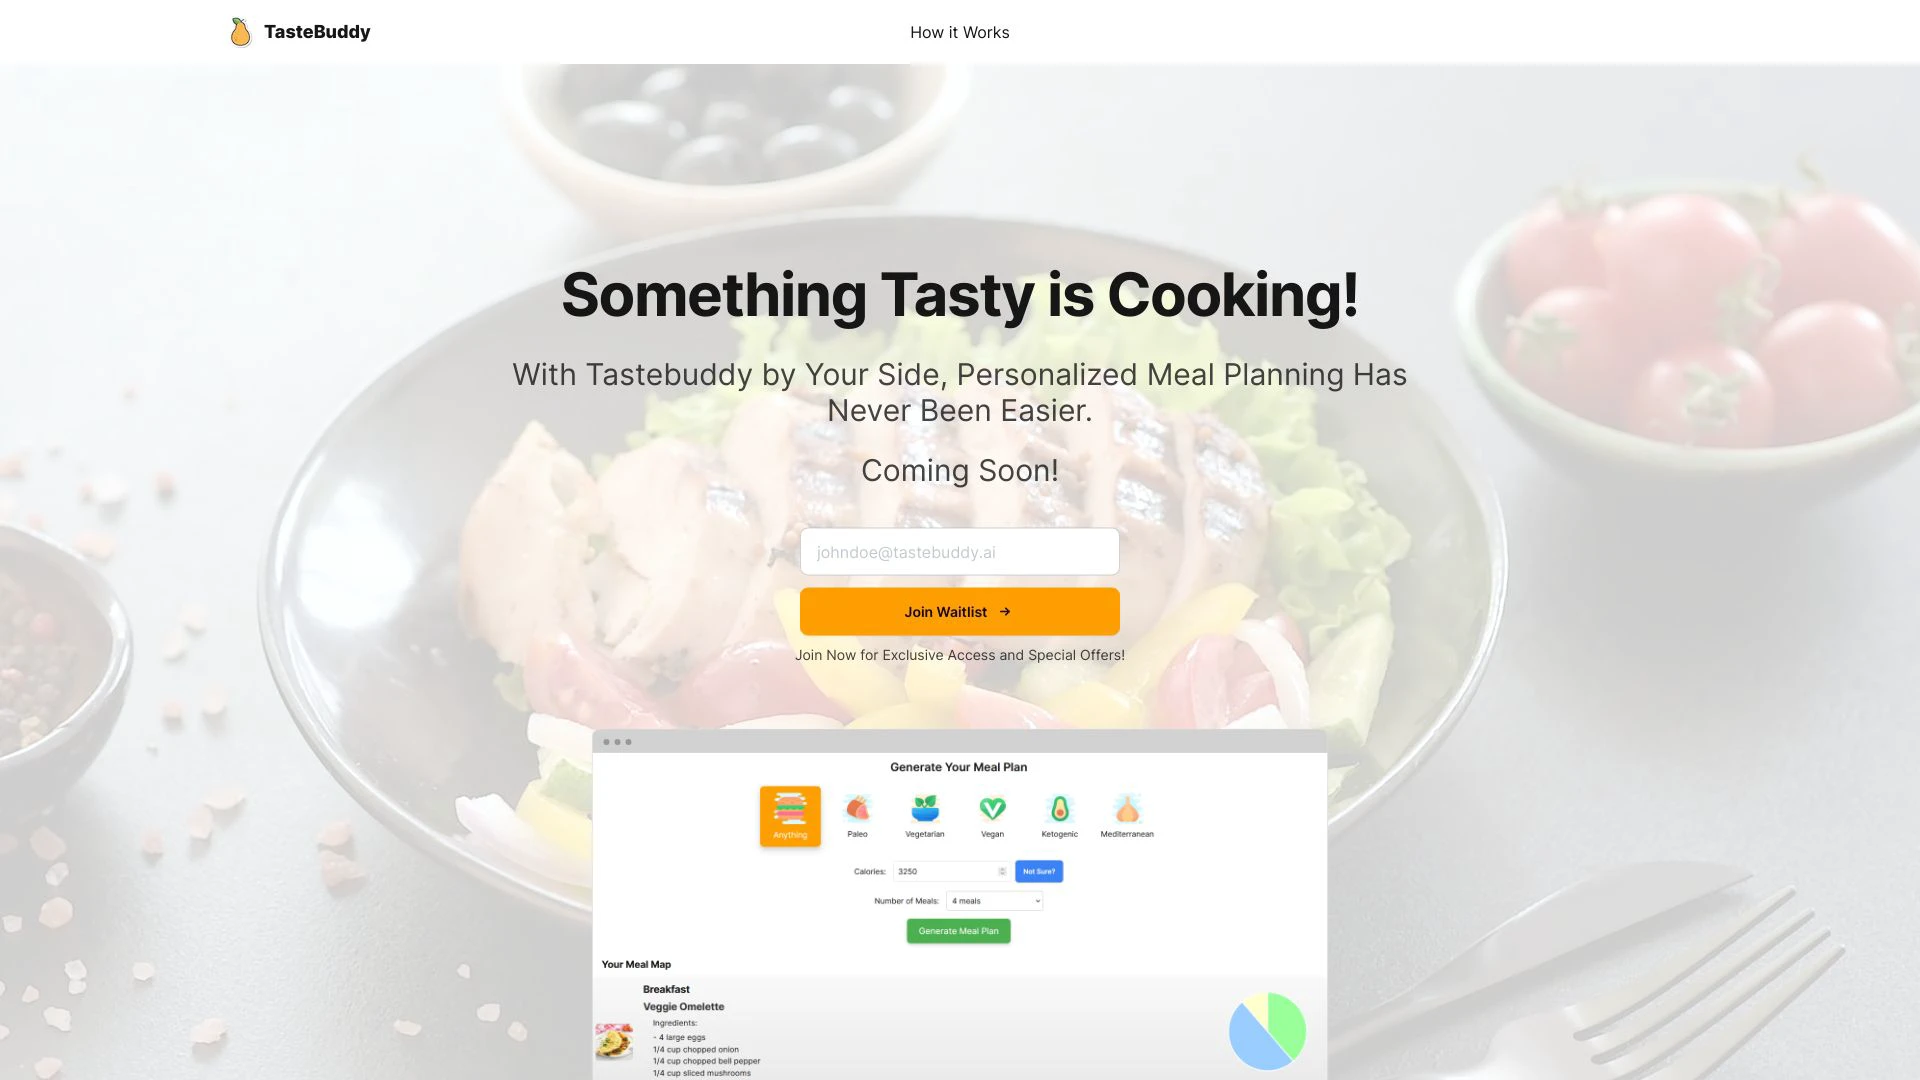 TasteBuddy
How it Works
Something Tasty is Cooking!
With Tastebuddy by Your Side, Personalized Meal Planning Has
Never Been Easier.
Coming Soon!
johndoe@tastebuddy.ai
Join Waitlist →
Join Now for Exclusive Access and Special Offers!
Generate Your Meal Plan
Anything
Paleo
Vegetarian
Vegan
Ketogenic
Mediterranean
Calories: 3250 Not Sure?
Number of Meals: 4 meals
Generate Meal Plan
Your Meal Map
Breakfast
Veggie Omelette
Ingredients:
- 4 large eggs
1/4 cup chopped onion
1/4 cup chopped bell pepper
1/4 cup sliced mushrooms